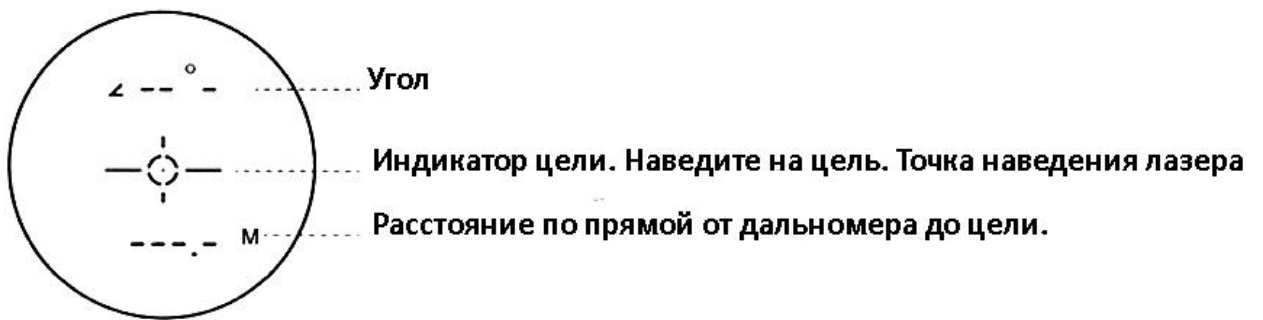 ∠ -- ° - Угол
Индикатор цели. Наведите на цель. Точка наведения лазера
---.- M Расстояние по прямой от дальномера до цели.